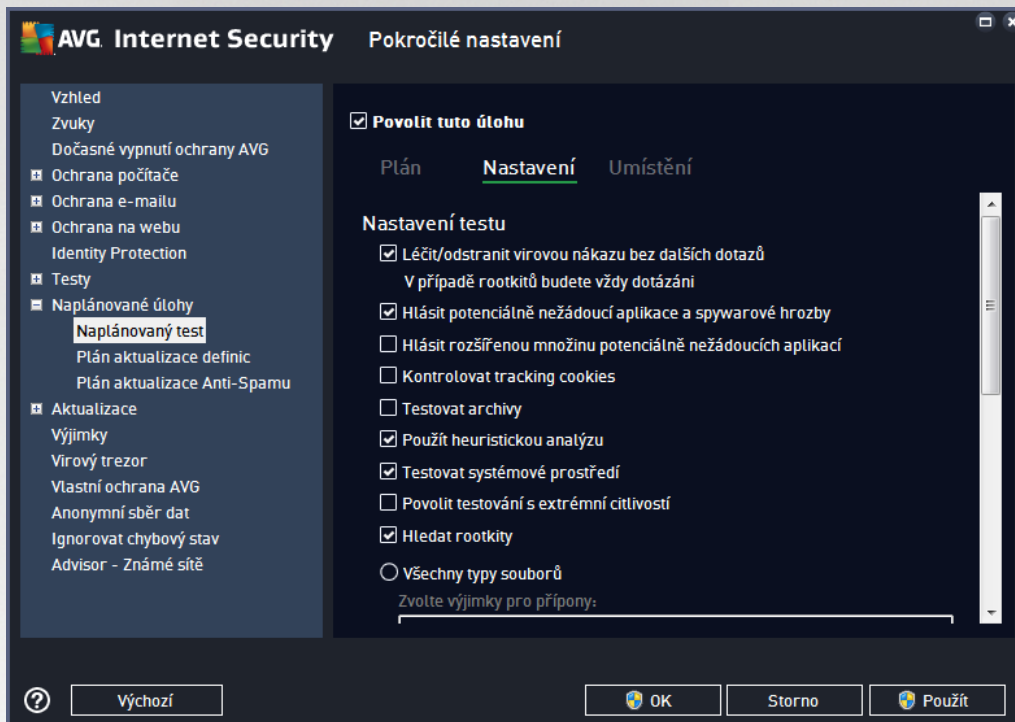 AVG. Internet Security Pokročilé nastavení
Vzhled
Zvuky
Dočasné vypnutí ochrany AVG
Ochrana počítače
Ochrana e-mailu
Ochrana na webu
Identity Protection
Testy
Naplánované úlohy
Naplánovaný test
Plán aktualizace definic
Plán aktualizace Anti-Spamu
Aktualizace
Výjimky
Virový trezor
Vlastní ochrana AVG
Anonymní sběr dat
Ignorovat chybový stav
Advisor - Známé sítě
Povolit tuto úlohu
Plán Nastavení Umístění
Nastavení testu
Léčit/odstranit virovou nákazu bez dalších dotazů
V případě rootkitů budete vždy dotázáni
Hlásit potenciálně nežádoucí aplikace a spywarové hrozby
Hlásit rozšířenou množinu potenciálně nežádoucích aplikací
Kontrolovat tracking cookies
Testovat archivy
Použít heuristickou analýzu
Testovat systémové prostředí
Povolit testování s extrémní citlivostí
Hledat rootkity
Všechny typy souborů
Zvolte výjimky pro přípony:
? Výchozí OK Storno Použít